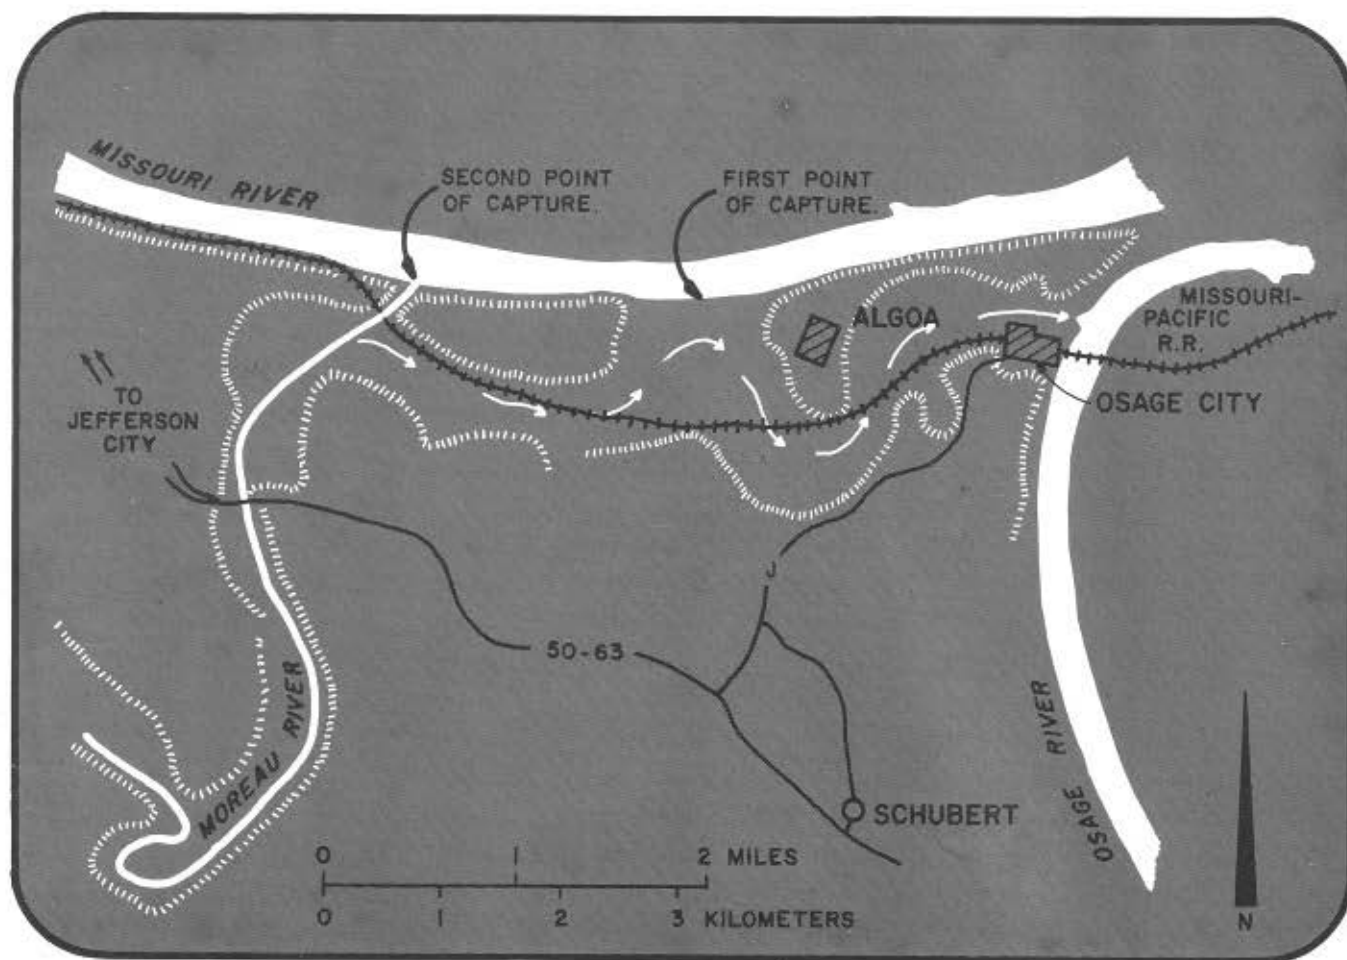 MISSOURI RIVER
SECOND POINT
OF CAPTURE.
FIRST POINT
OF CAPTURE.
ALGOA
MISSOURI-
PACIFIC
R.R.
OSAGE CITY
TO
JEFFERSON
CITY
J
50-63
MOREAU RIVER
OSAGE RIVER
SCHUBERT
0 1 2 MILES
0 1 2 3 KILOMETERS
N